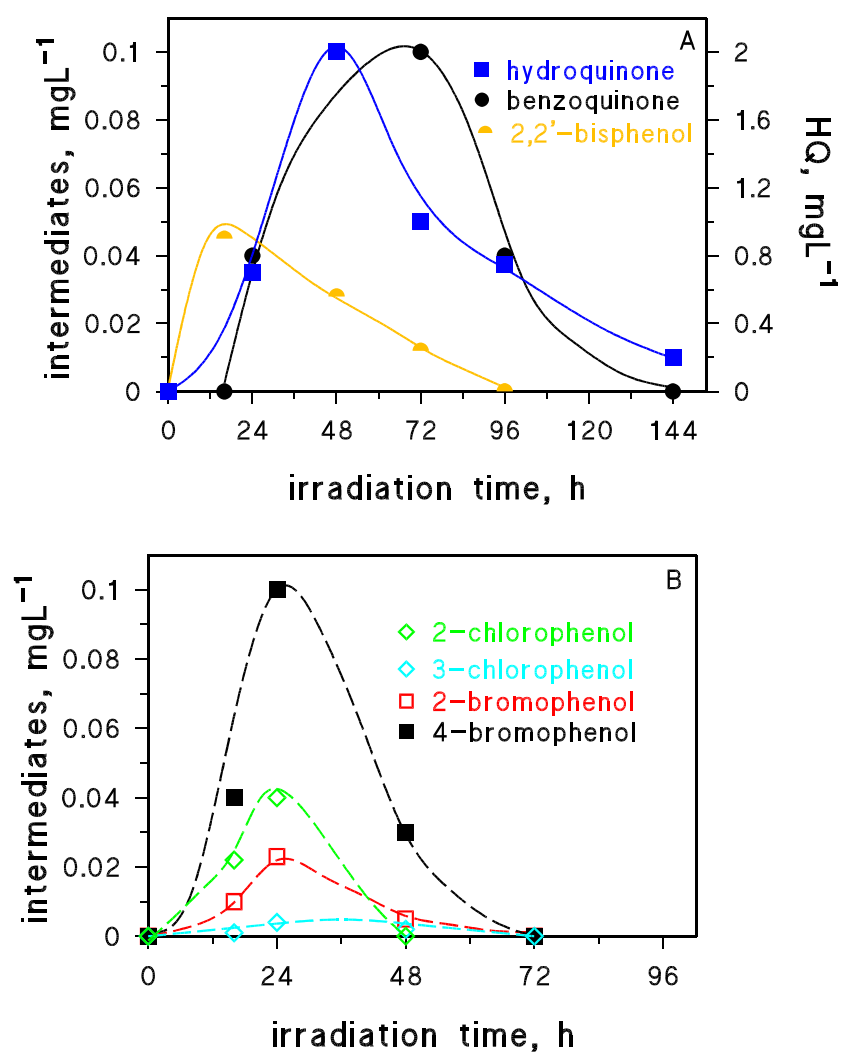 A
0.1
0.08
0.06
0.04
0.02
0
intermediates, mgL⁻¹
hydroquinone
benzoquinone
2,2'−bisphenol
2
1.6
1.2
0.8
0.4
0
HQ, mgL⁻¹
0 24 48 72 96 120 144
irradiation time, h
B
0.1
0.08
0.06
0.04
0.02
0
intermediates, mgL⁻¹
2−chlorophenol
3−chlorophenol
2−bromophenol
4−bromophenol
0 24 48 72 96
irradiation time, h